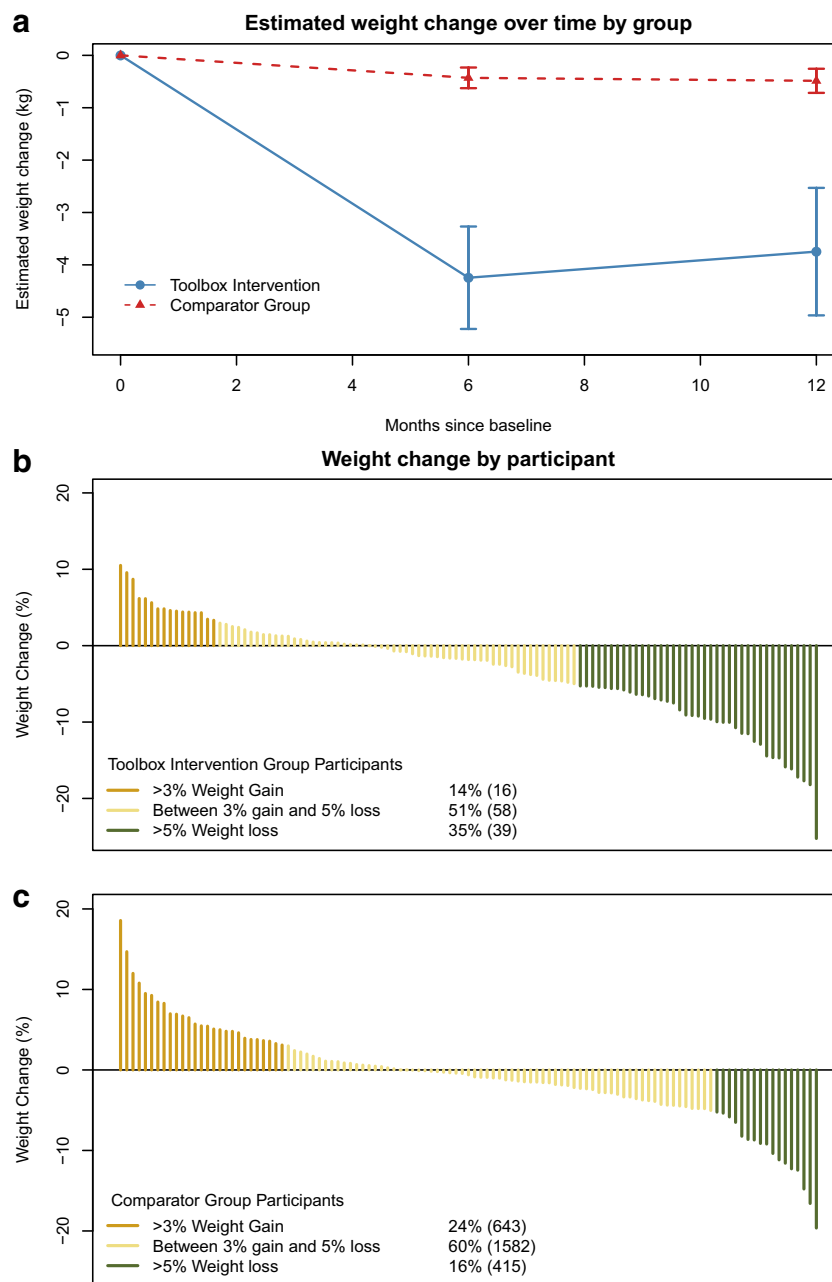 a
Estimated weight change over time by group
Estimated weight change (kg)
0
−1
−2
−3
−4
−5
Toolbox Intervention
Comparator Group
0 2 4 6 8 10 12
Months since baseline
b
Weight change by participant
Weight Change (%)
20
10
0
−10
−20
Toolbox Intervention Group Participants
>3% Weight Gain 14% (16)
Between 3% gain and 5% loss 51% (58)
>5% Weight loss 35% (39)
c
Weight Change (%)
20
10
0
−10
−20
Comparator Group Participants
>3% Weight Gain 24% (643)
Between 3% gain and 5% loss 60% (1582)
>5% Weight loss 16% (415)